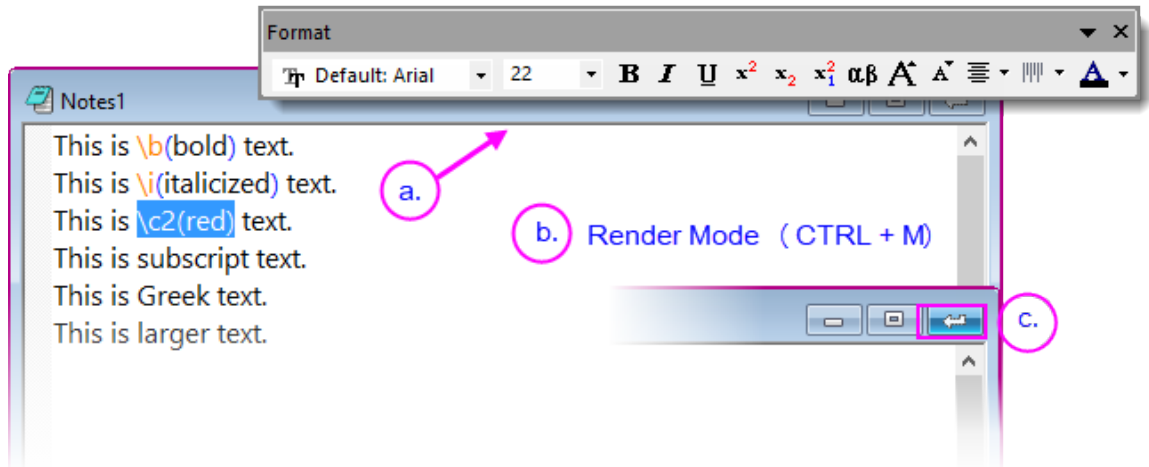 Format
Default: Arial 22 B I U x² x₂ x²₁ αβ A A A
Notes1
This is \b(bold) text.
This is \i(italicized) text.
This is \c2(red) text.
This is subscript text.
This is Greek text.
This is larger text.
a.
b. Render Mode ( CTRL + M)
c.